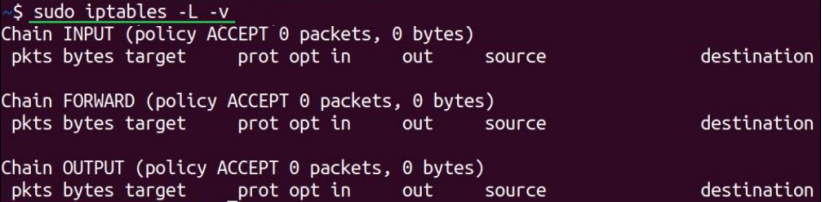 ~$ sudo iptables -L -v
Chain INPUT (policy ACCEPT 0 packets, 0 bytes)
 pkts bytes target     prot opt in     out     source               destination

Chain FORWARD (policy ACCEPT 0 packets, 0 bytes)
 pkts bytes target     prot opt in     out     source               destination

Chain OUTPUT (policy ACCEPT 0 packets, 0 bytes)
 pkts bytes target     prot opt in     out     source               destination